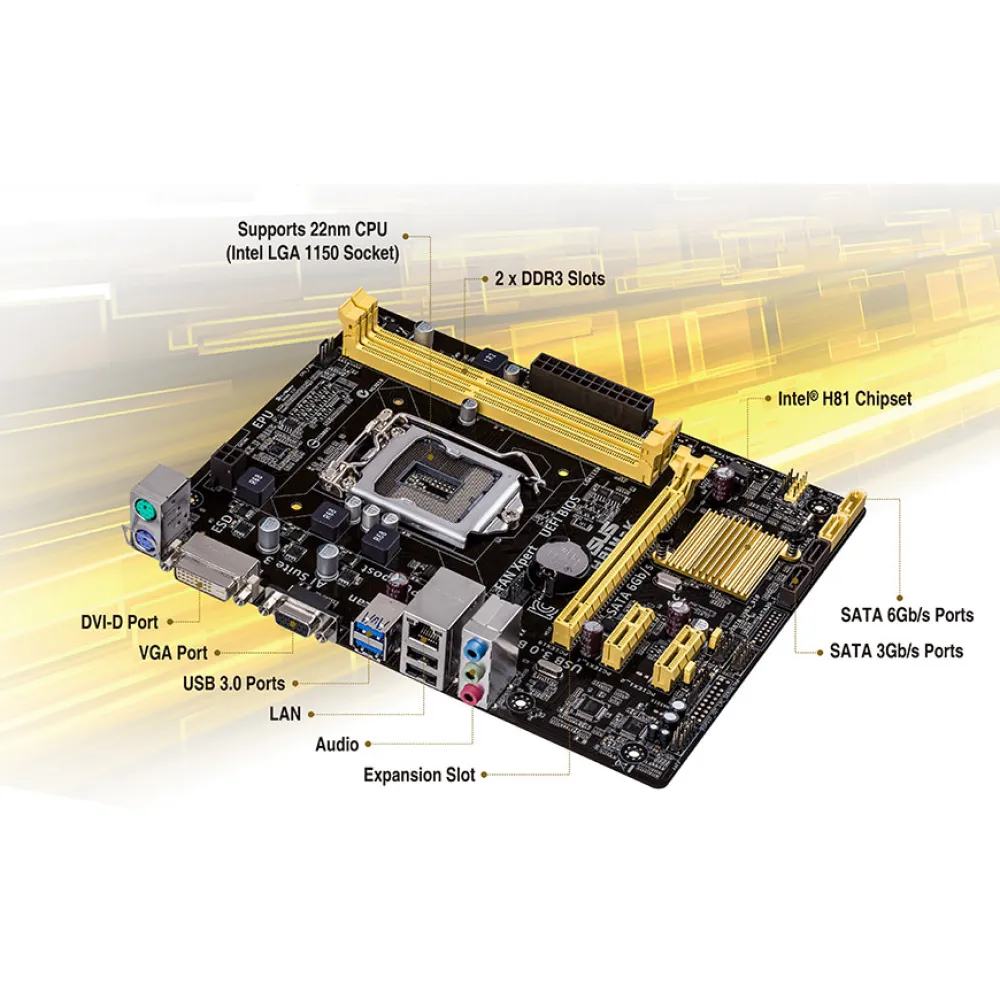 Supports 22nm CPU
(Intel LGA 1150 Socket)
2 x DDR3 Slots
Intel® H81 Chipset
EPU
ESD
AI Suite 3
FAN Xpert
UEFI BIOS
SATA 6Gb/s
USB 3.0
SATA 6Gb/s Ports
SATA 3Gb/s Ports
DVI-D Port
VGA Port
USB 3.0 Ports
LAN
Audio
Expansion Slot